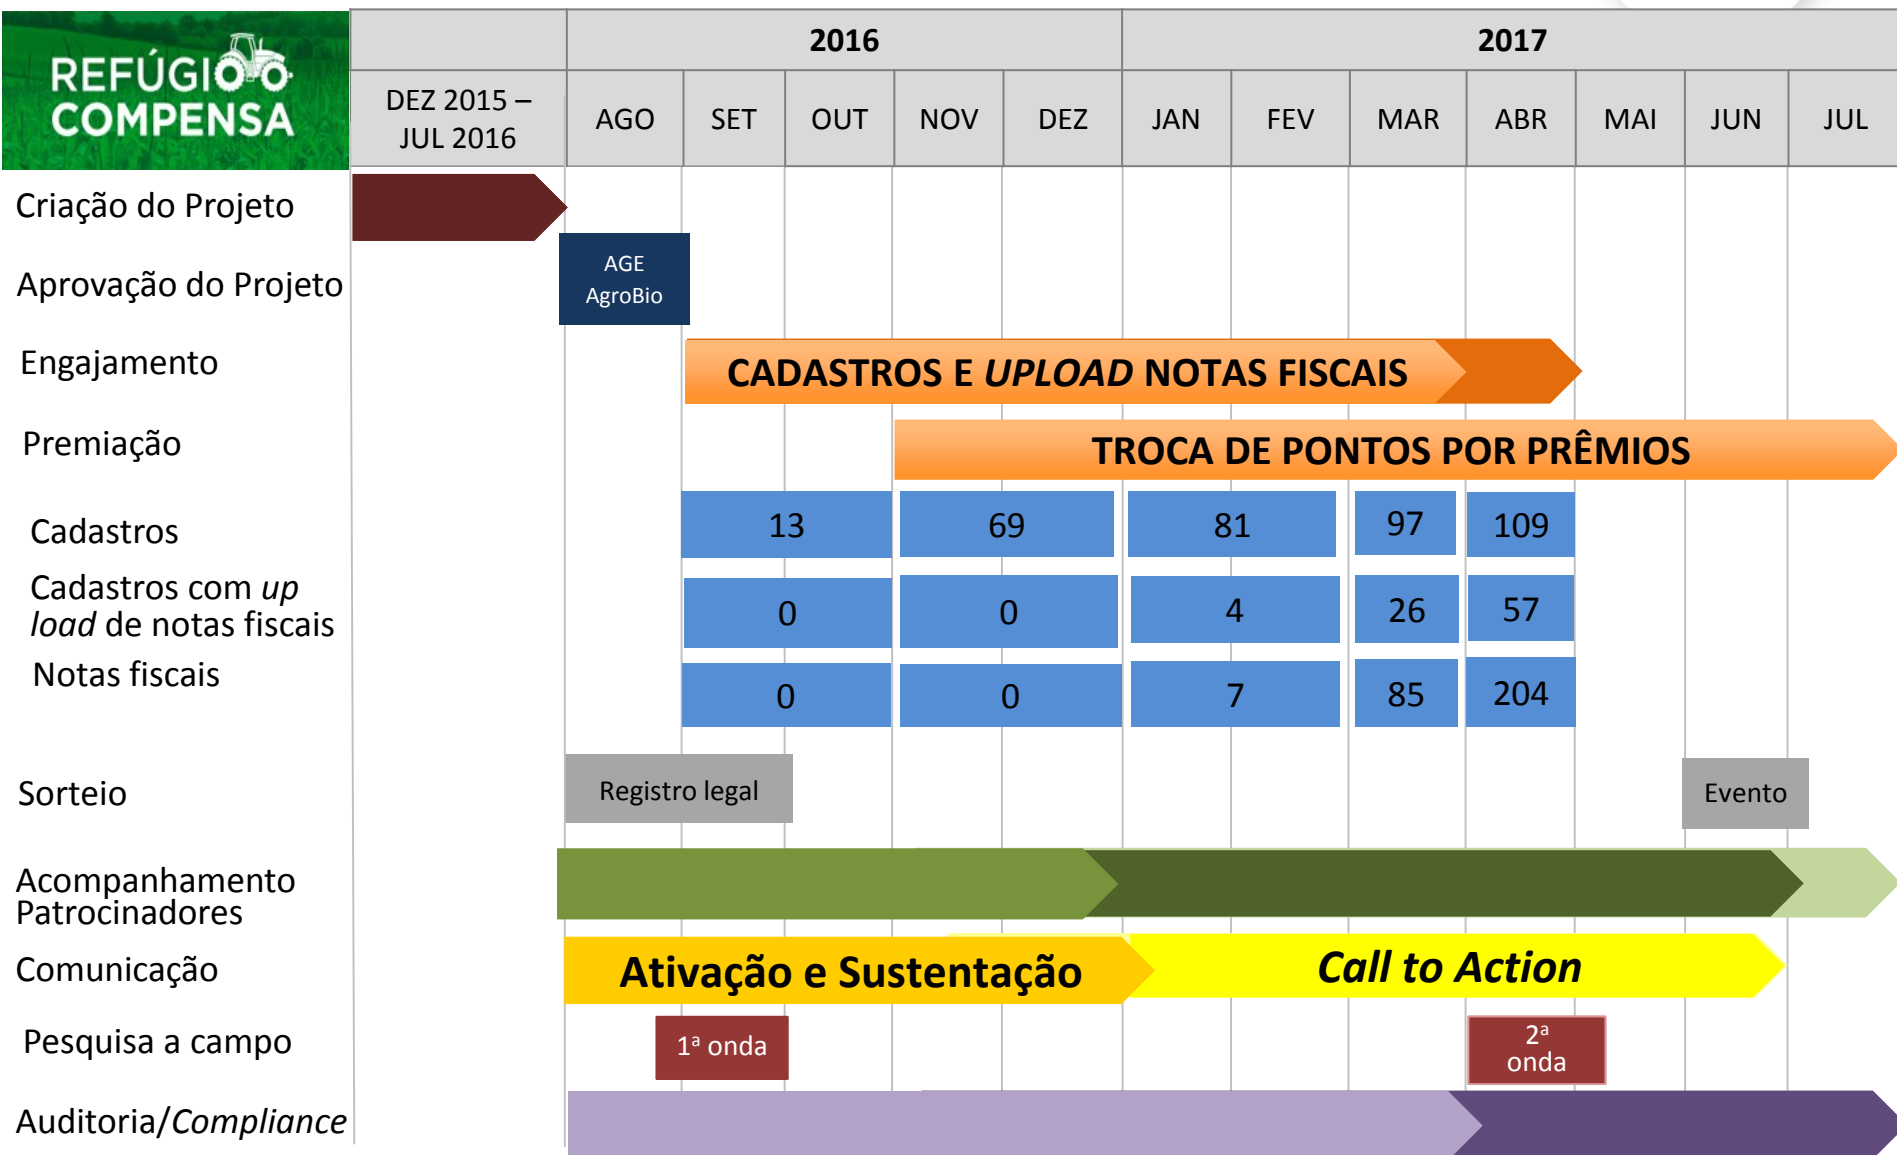 REFÚGIO
COMPENSA
2016
2017
DEZ 2015 –
JUL 2016
AGO
SET
OUT
NOV
DEZ
JAN
FEV
MAR
ABR
MAI
JUN
JUL
Criação do Projeto
Aprovação do Projeto
AGE
AgroBio
Engajamento
CADASTROS E UPLOAD NOTAS FISCAIS
Premiação
TROCA DE PONTOS POR PRÊMIOS
Cadastros
13
69
81
97
109
Cadastros com up
load de notas fiscais
0
0
4
26
57
Notas fiscais
0
0
7
85
204
Sorteio
Registro legal
Evento
Acompanhamento
Patrocinadores
Comunicação
Ativação e Sustentação
Call to Action
Pesquisa a campo
1ª onda
2ª
onda
Auditoria/Compliance